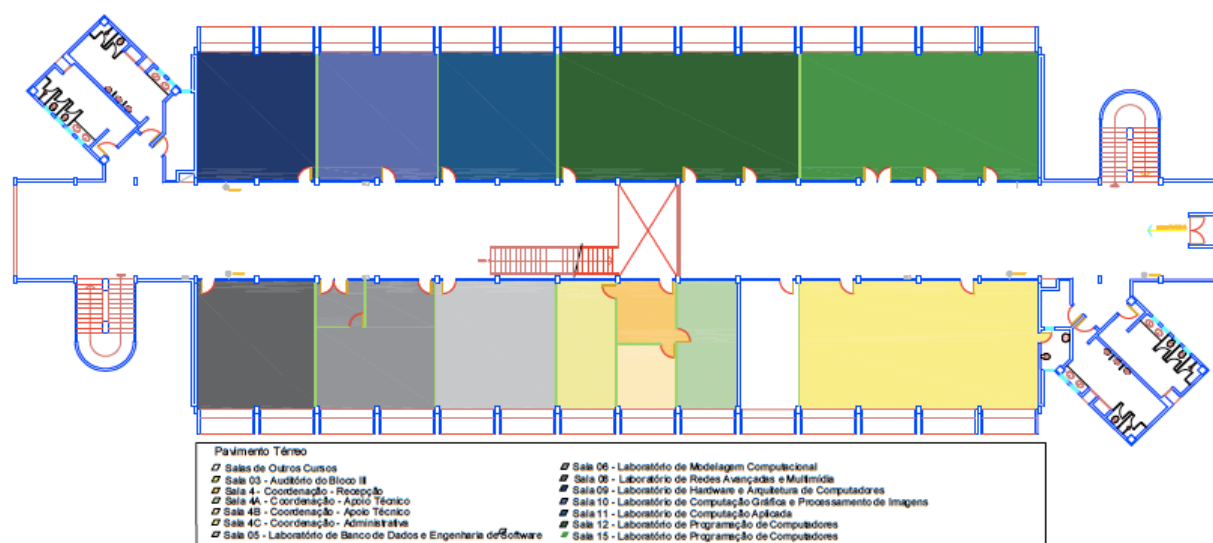 Pavimento Térreo
Salas de Outros Cursos
Sala 03 - Auditório do Bloco III
Sala 4 - Coordenação - Recepção
Sala 4A - Coordenação - Apoio Técnico
Sala 4B - Coordenação - Apoio Técnico
Sala 4C - Coordenação - Administrativa
Sala 05 - Laboratório de Banco de Dados e Engenharia de Software
Sala 06 - Laboratório de Modelagem Computacional
Sala 08 - Laboratório de Redes Avançadas e Multimídia
Sala 09 - Laboratório de Hardware e Arquitetura de Computadores
Sala 10 - Laboratório de Computação Gráfica e Processamento de Imagens
Sala 11 - Laboratório de Computação Aplicada
Sala 12 - Laboratório de Programação de Computadores
Sala 15 - Laboratório de Programação de Computadores